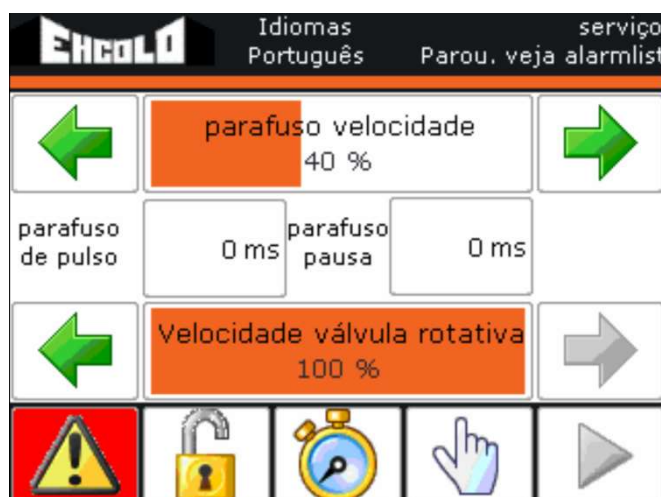 EHCOLO
Idiomas
Português
serviço
Parou. veja alarmlist
parafuso velocidade
40 %
parafuso
de pulso
0 ms
parafuso
pausa
0 ms
Velocidade válvula rotativa
100 %